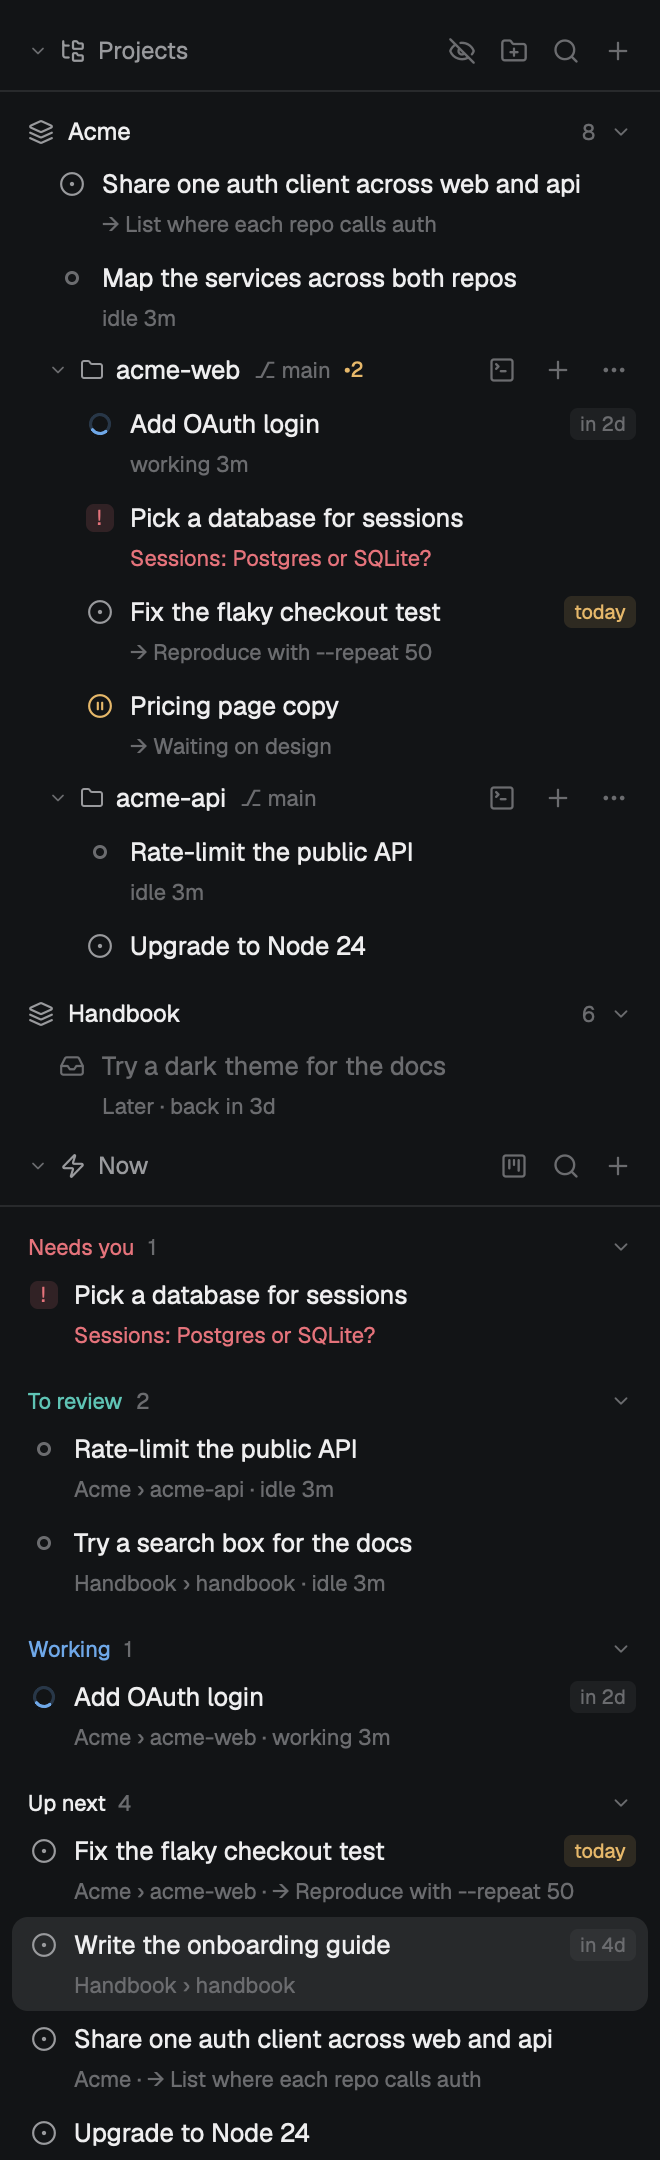 Projects
Acme 8
Share one auth client across web and api
→ List where each repo calls auth
Map the services across both repos
idle 3m
acme-web main •2
Add OAuth login in 2d
working 3m
! Pick a database for sessions
Sessions: Postgres or SQLite?
Fix the flaky checkout test today
→ Reproduce with --repeat 50
Pricing page copy
→ Waiting on design
acme-api main
Rate-limit the public API
idle 3m
Upgrade to Node 24
Handbook 6
Try a dark theme for the docs
Later · back in 3d
Now
Needs you 1
! Pick a database for sessions
Sessions: Postgres or SQLite?
To review 2
Rate-limit the public API
Acme › acme-api · idle 3m
Try a search box for the docs
Handbook › handbook · idle 3m
Working 1
Add OAuth login in 2d
Acme › acme-web · working 3m
Up next 4
Fix the flaky checkout test today
Acme › acme-web · → Reproduce with --repeat 50
Write the onboarding guide in 4d
Handbook › handbook
Share one auth client across web and api
Acme · → List where each repo calls auth
Upgrade to Node 24